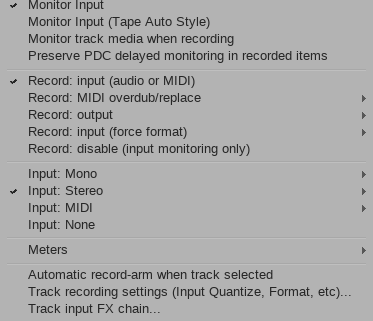 Monitor Input
Monitor Input (Tape Auto Style)
Monitor track media when recording
Preserve PDC delayed monitoring in recorded items
Record: input (audio or MIDI)
Record: MIDI overdub/replace
Record: output
Record: input (force format)
Record: disable (input monitoring only)
Input: Mono
Input: Stereo
Input: MIDI
Input: None
Meters
Automatic record-arm when track selected
Track recording settings (Input Quantize, Format, etc)...
Track input FX chain...